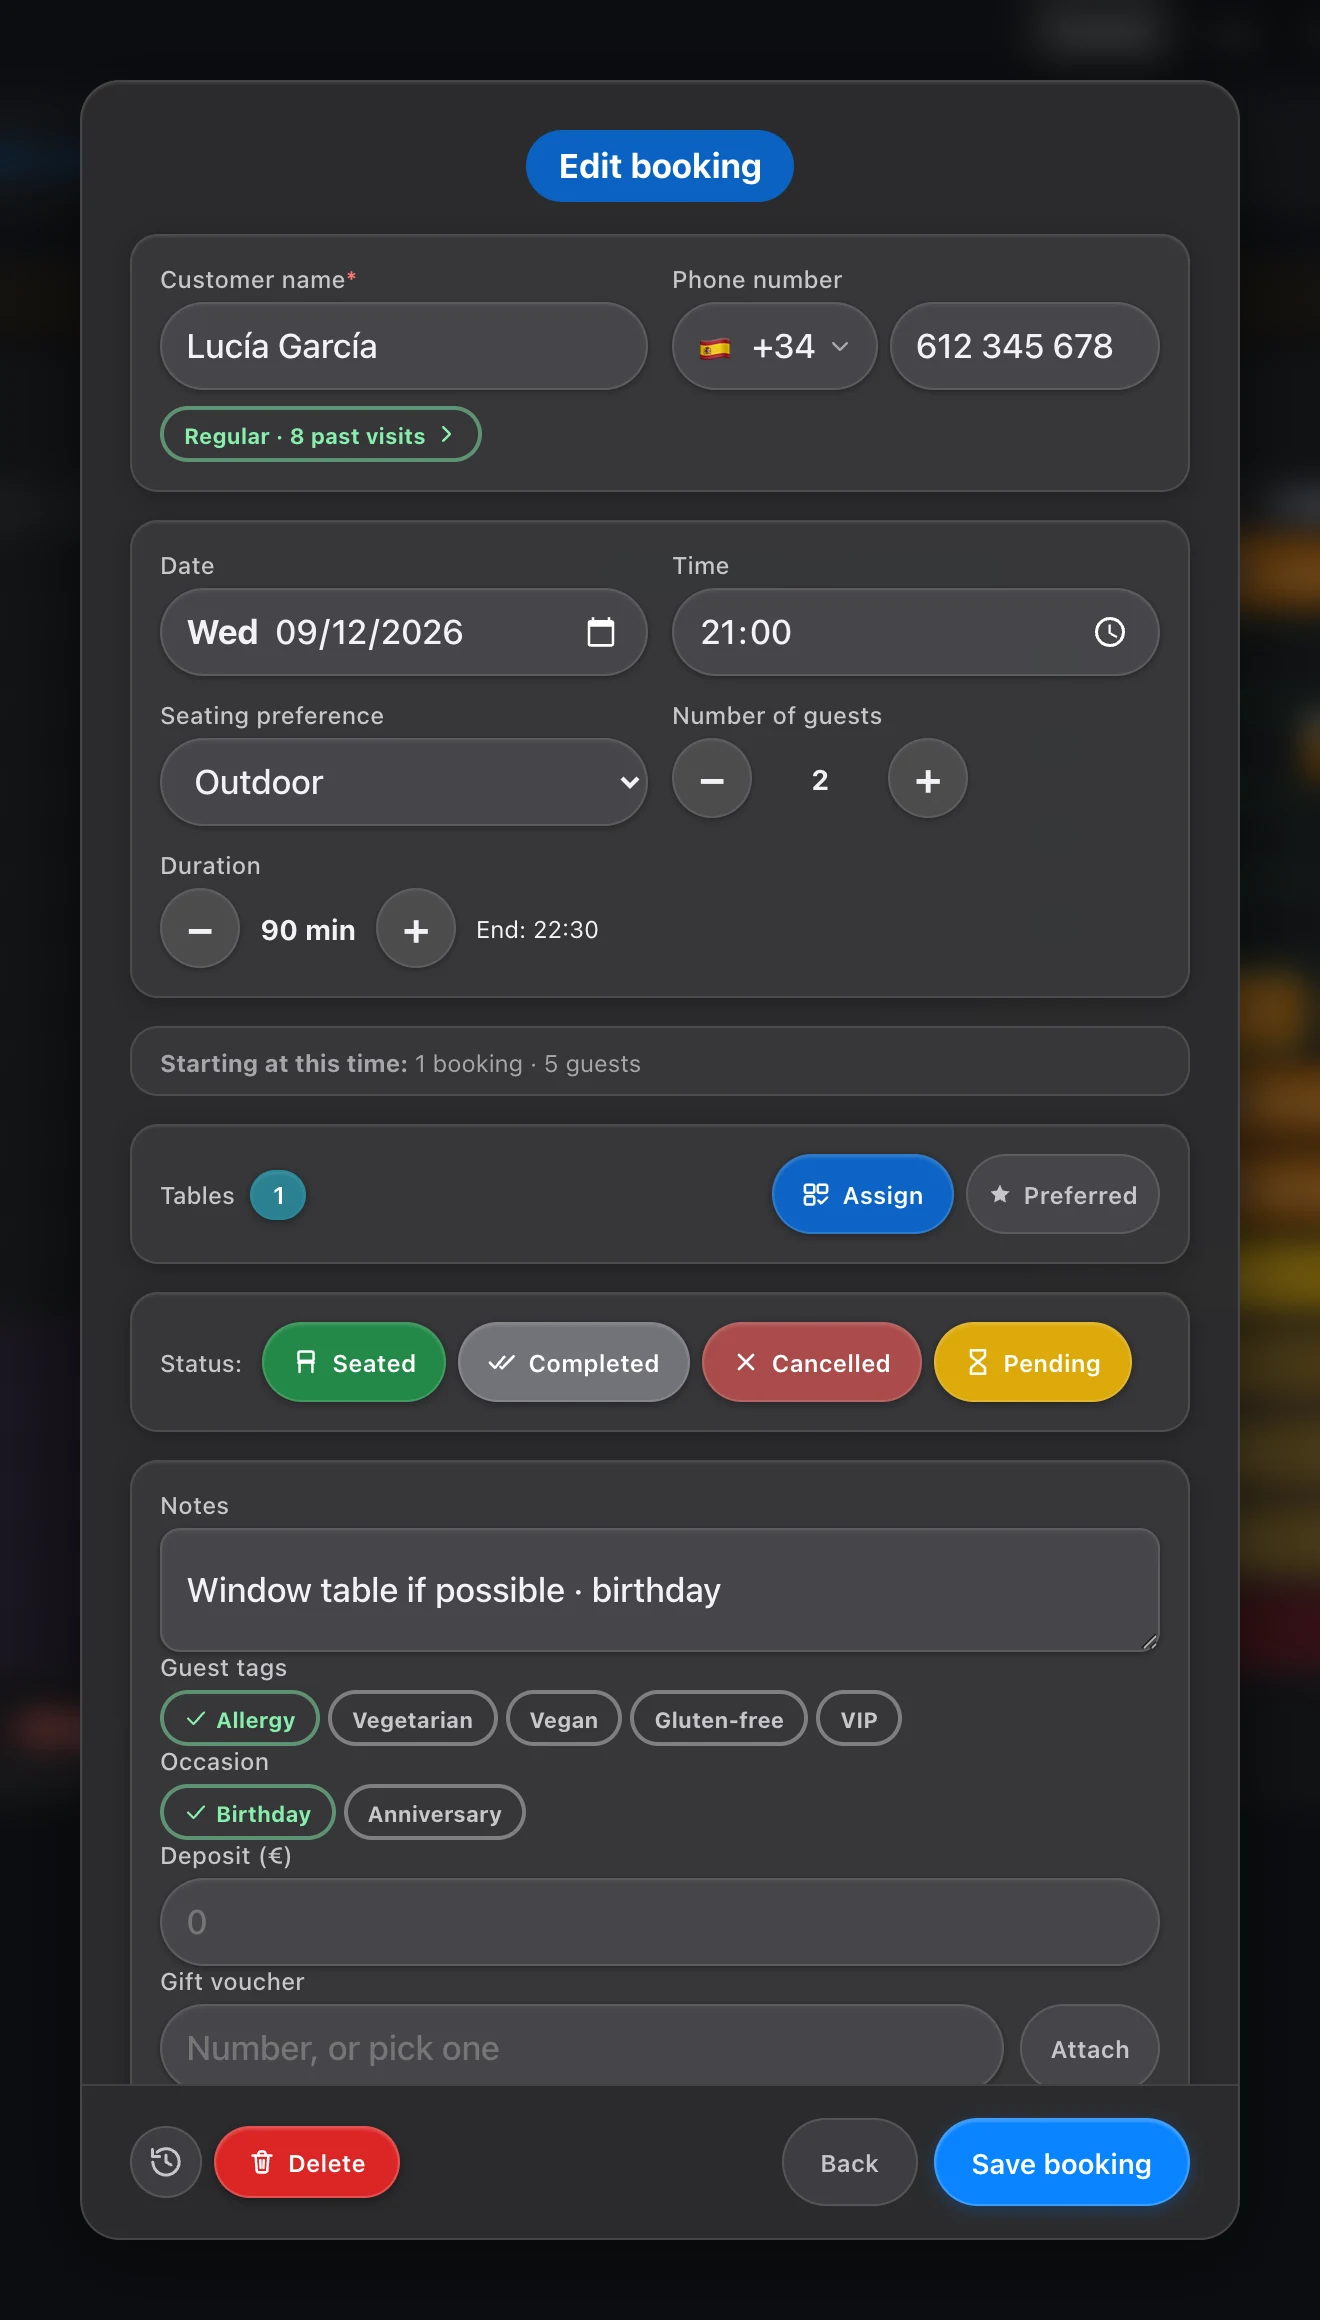 Edit booking
Customer name*
Phone number
Lucía García
+34
612 345 678
Regular · 8 past visits
Date
Time
Wed 09/12/2026
21:00
Seating preference
Number of guests
Outdoor
2
Duration
90 min
End: 22:30
Starting at this time: 1 booking · 5 guests
Tables 1
Assign
Preferred
Status:
Seated
Completed
Cancelled
Pending
Notes
Window table if possible · birthday
Guest tags
Allergy
Vegetarian
Vegan
Gluten-free
VIP
Occasion
Birthday
Anniversary
Deposit (€)
0
Gift voucher
Number, or pick one
Attach
Delete
Back
Save booking